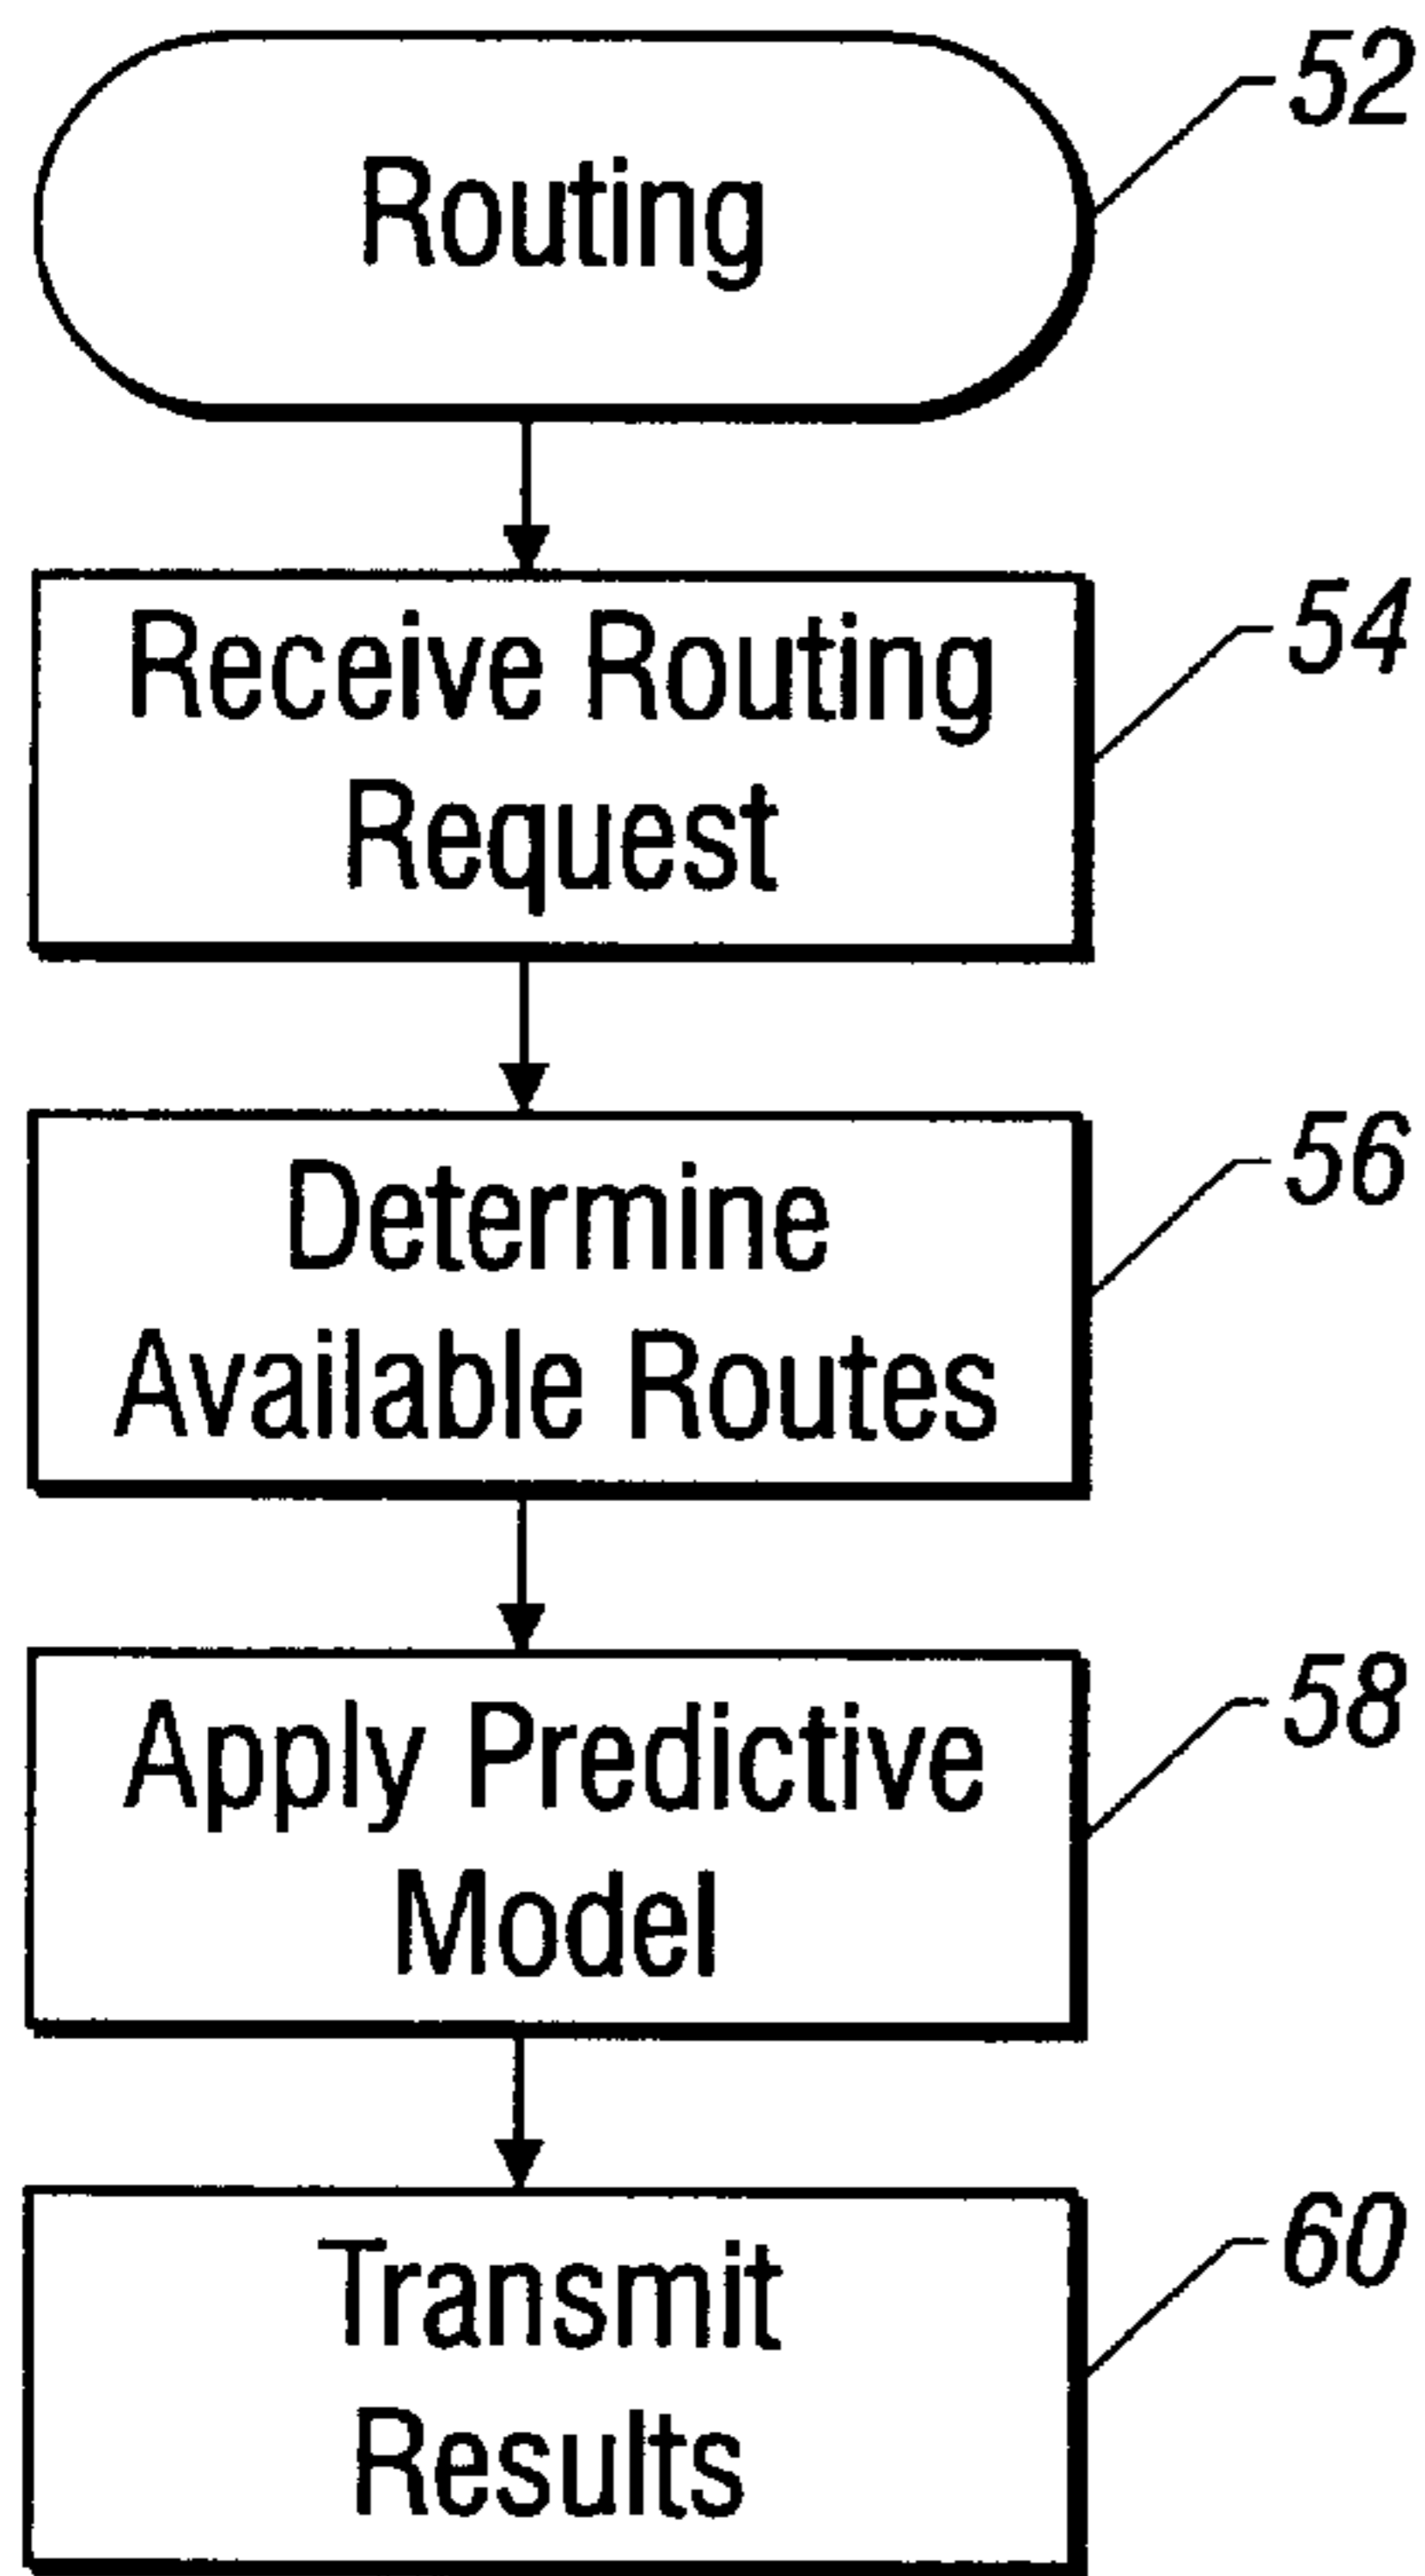 Routing
52
Receive Routing
Request
54
Determine
Available Routes
56
Apply Predictive
Model
58
Transmit
Results
60